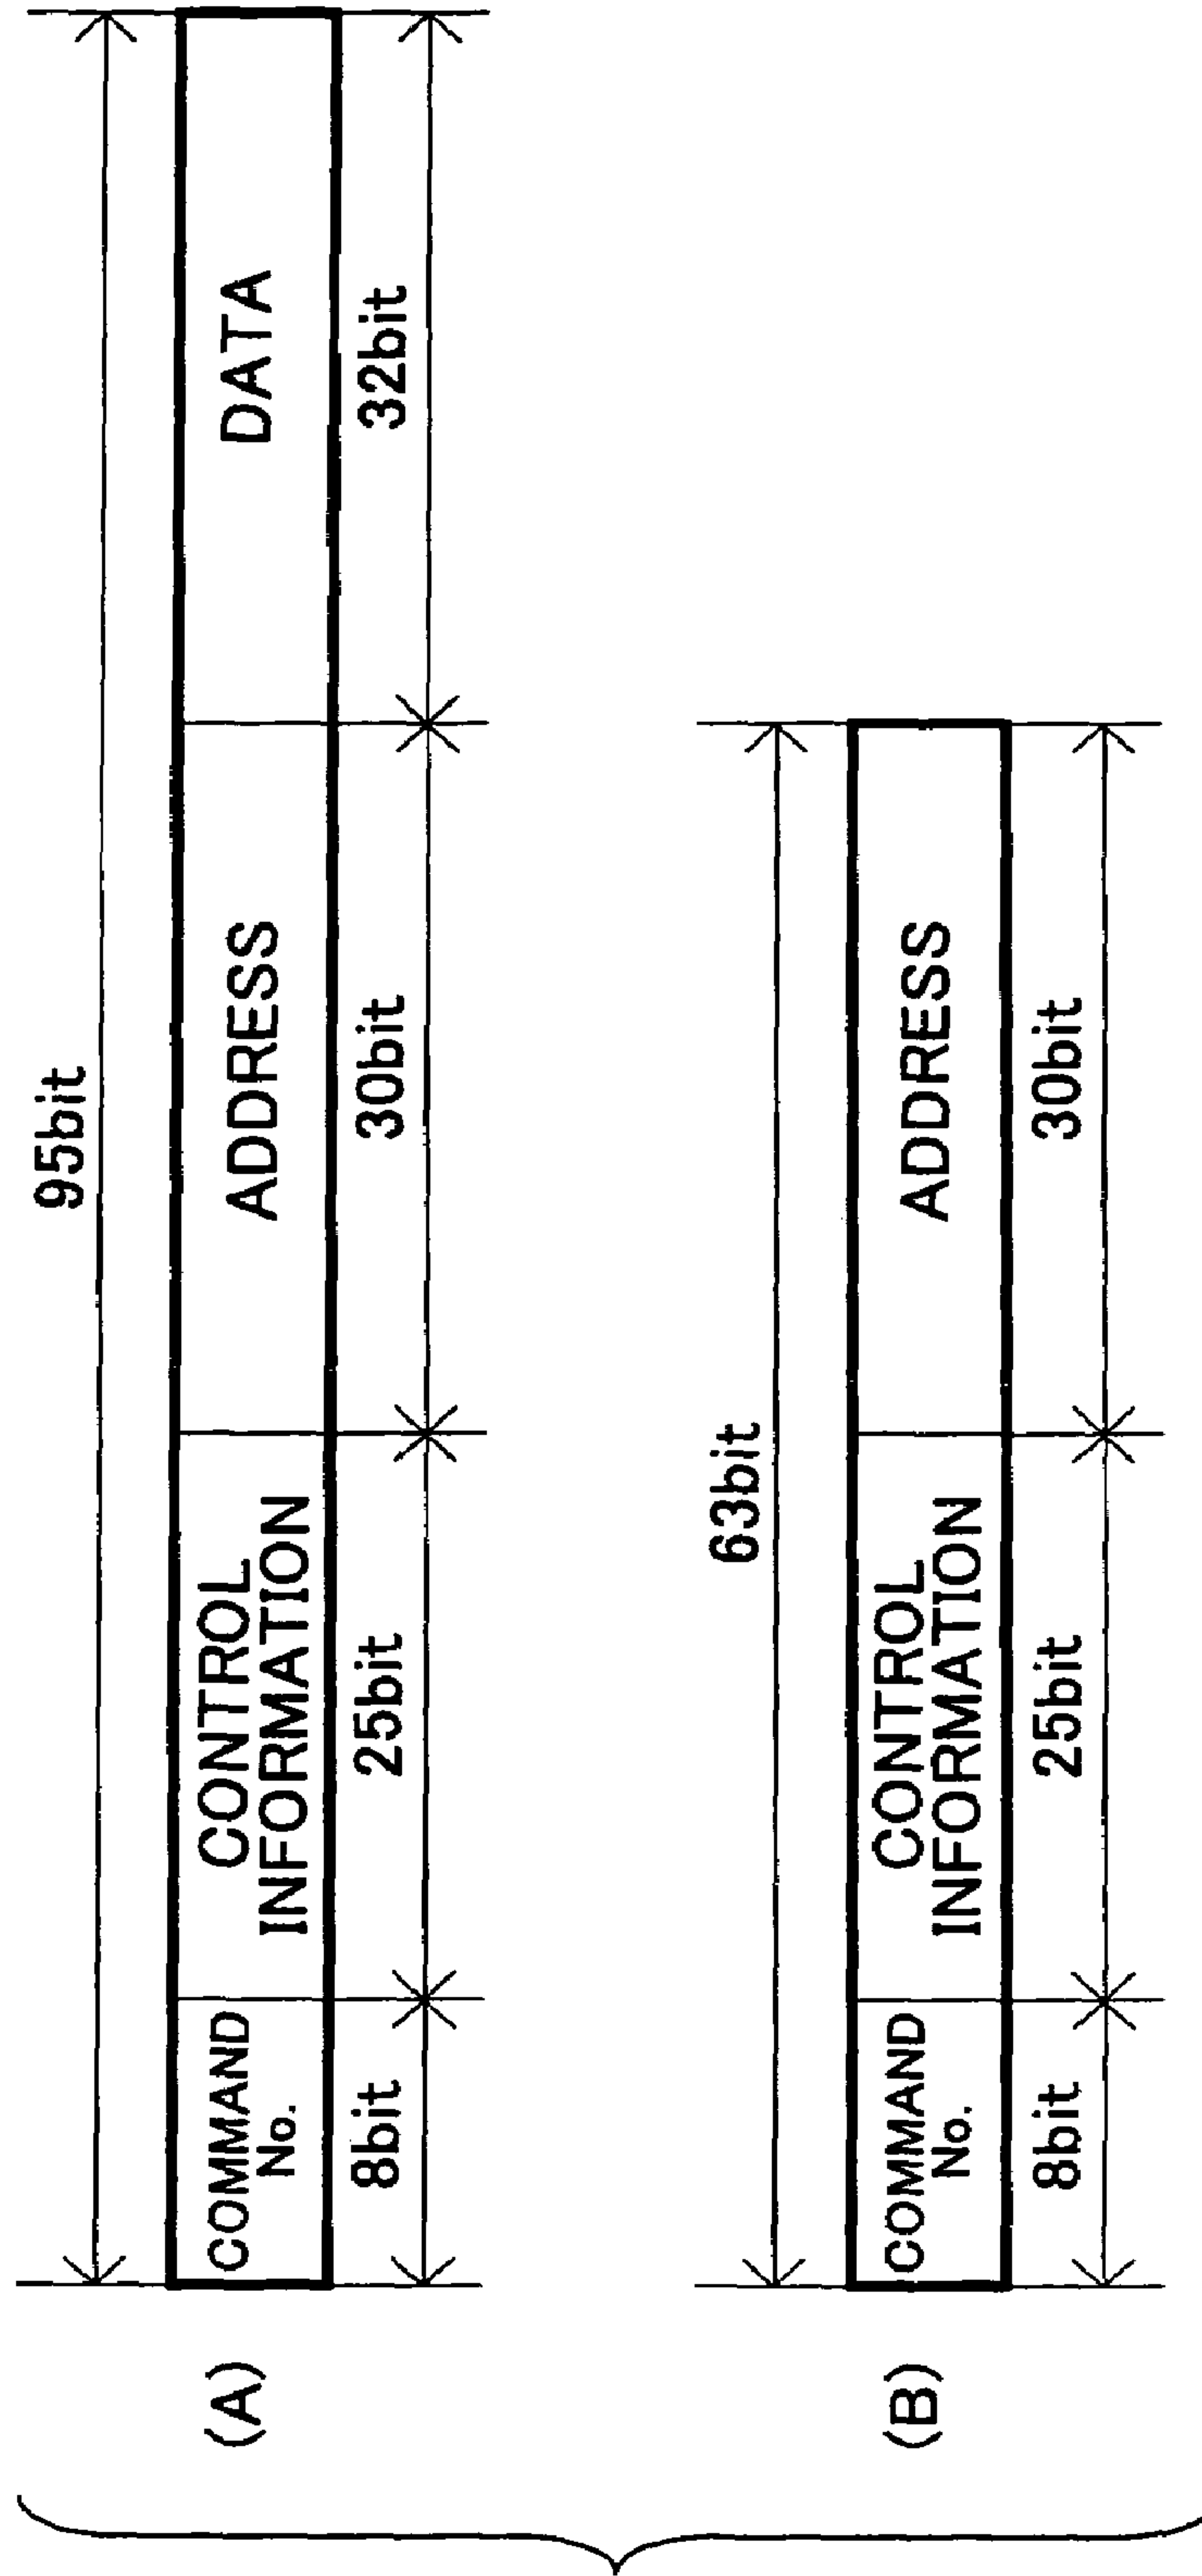 (A)
95bit
COMMAND
No.
CONTROL
INFORMATION
ADDRESS
DATA
8bit
25bit
30bit
32bit
(B)
63bit
COMMAND
No.
CONTROL
INFORMATION
ADDRESS
8bit
25bit
30bit